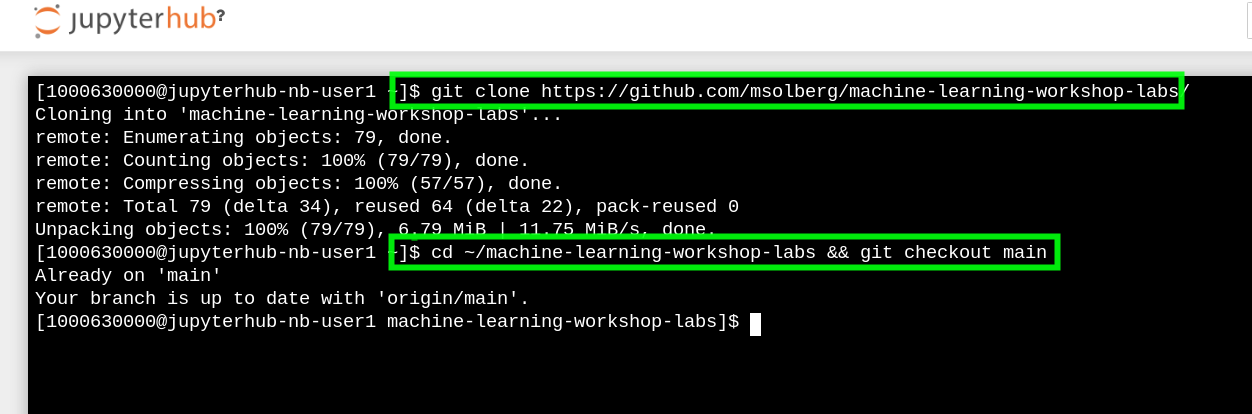 jupyterhub?
[1000630000@jupyterhub-nb-user1 ~]$ git clone https://github.com/msolberg/machine-learning-workshop-labs/
Cloning into 'machine-learning-workshop-labs'...
remote: Enumerating objects: 79, done.
remote: Counting objects: 100% (79/79), done.
remote: Compressing objects: 100% (57/57), done.
remote: Total 79 (delta 34), reused 64 (delta 22), pack-reused 0
Unpacking objects: 100% (79/79), 6.79 MiB | 11.75 MiB/s, done.
[1000630000@jupyterhub-nb-user1 ~]$ cd ~/machine-learning-workshop-labs && git checkout main
Already on 'main'
Your branch is up to date with 'origin/main'.
[1000630000@jupyterhub-nb-user1 machine-learning-workshop-labs]$